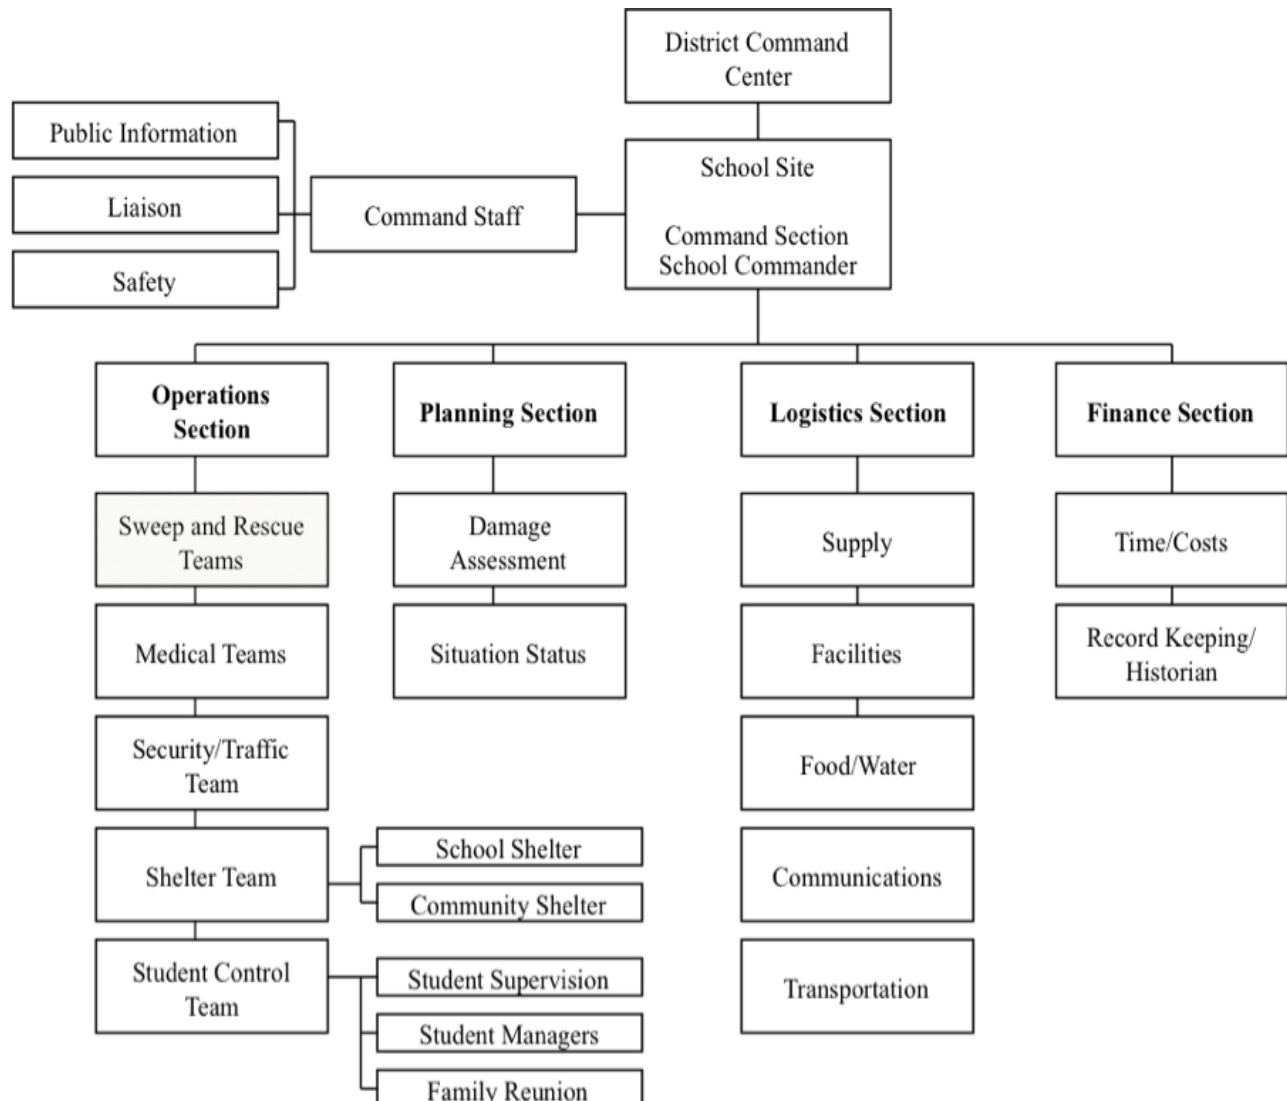 District Command
Center
Public Information
School Site
Liaison
Command Staff
Command Section
School Commander
Safety
Operations
Section
Planning Section
Logistics Section
Finance Section
Sweep and Rescue
Teams
Damage
Assessment
Supply
Time/Costs
Medical Teams
Situation Status
Facilities
Record Keeping/
Historian
Security/Traffic
Team
Food/Water
Shelter Team
School Shelter
Community Shelter
Communications
Student Control
Team
Student Supervision
Student Managers
Family Reunion
Transportation